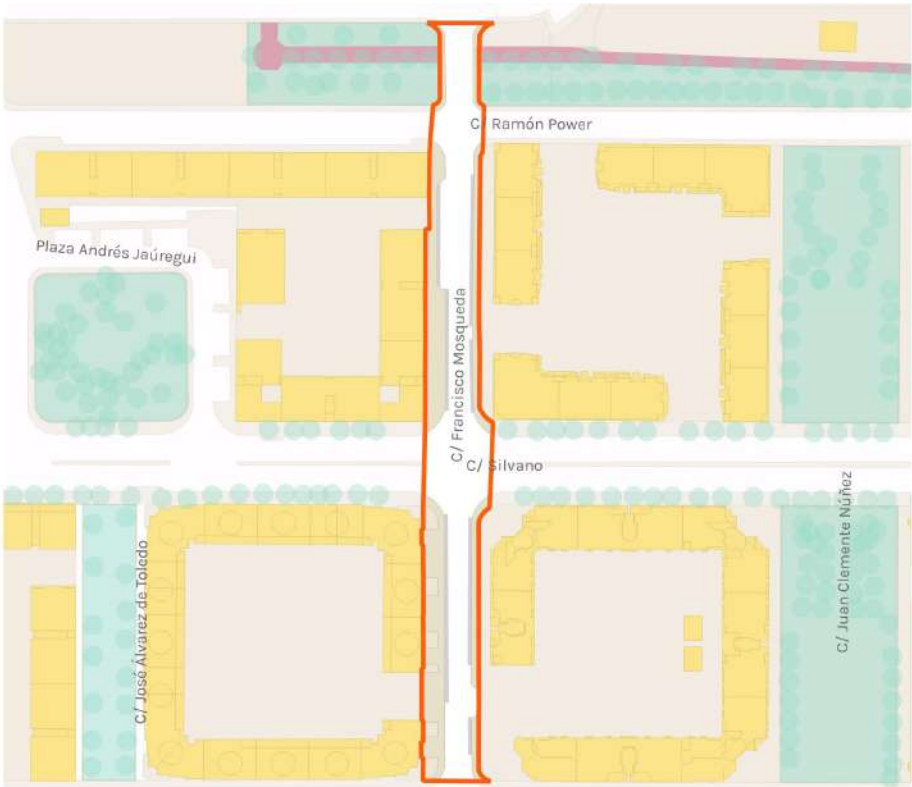 C/ Ramón Power
Plaza Andrés Jaúregui
C/ Francisco Mosqueda
C/ Silvano
C/ José Álvarez de Toledo
C/ Juan Clemente Núñez